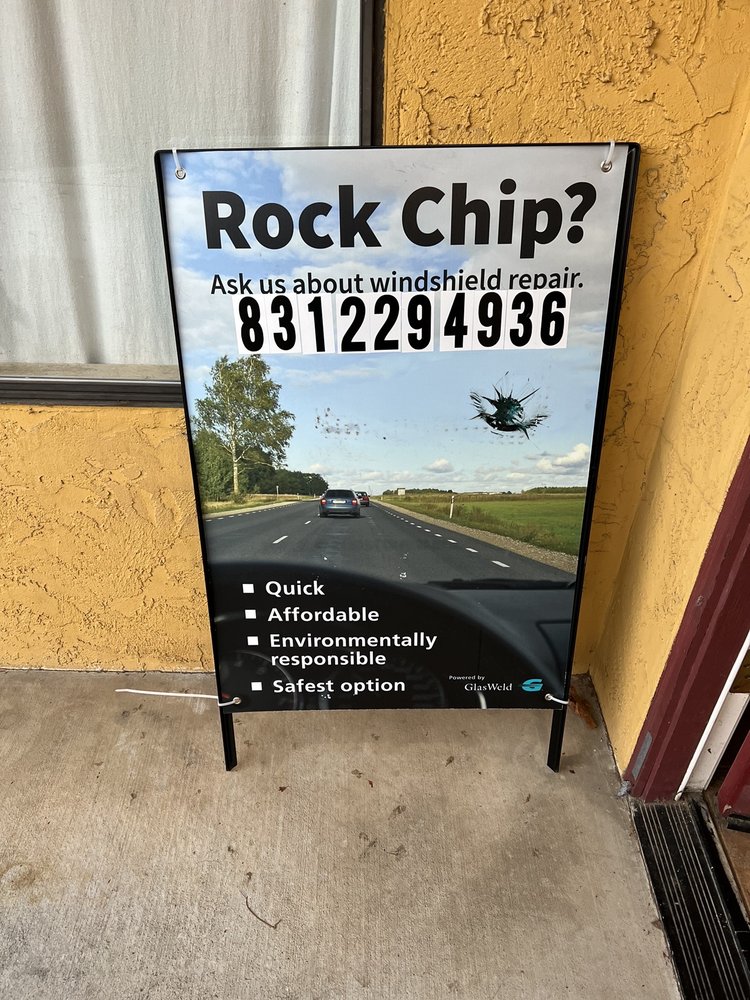 Rock Chip?
Ask us about windshield repair.
8312294936
Quick
Affordable
Environmentally
responsible
Safest option
Powered by
GlasWeld